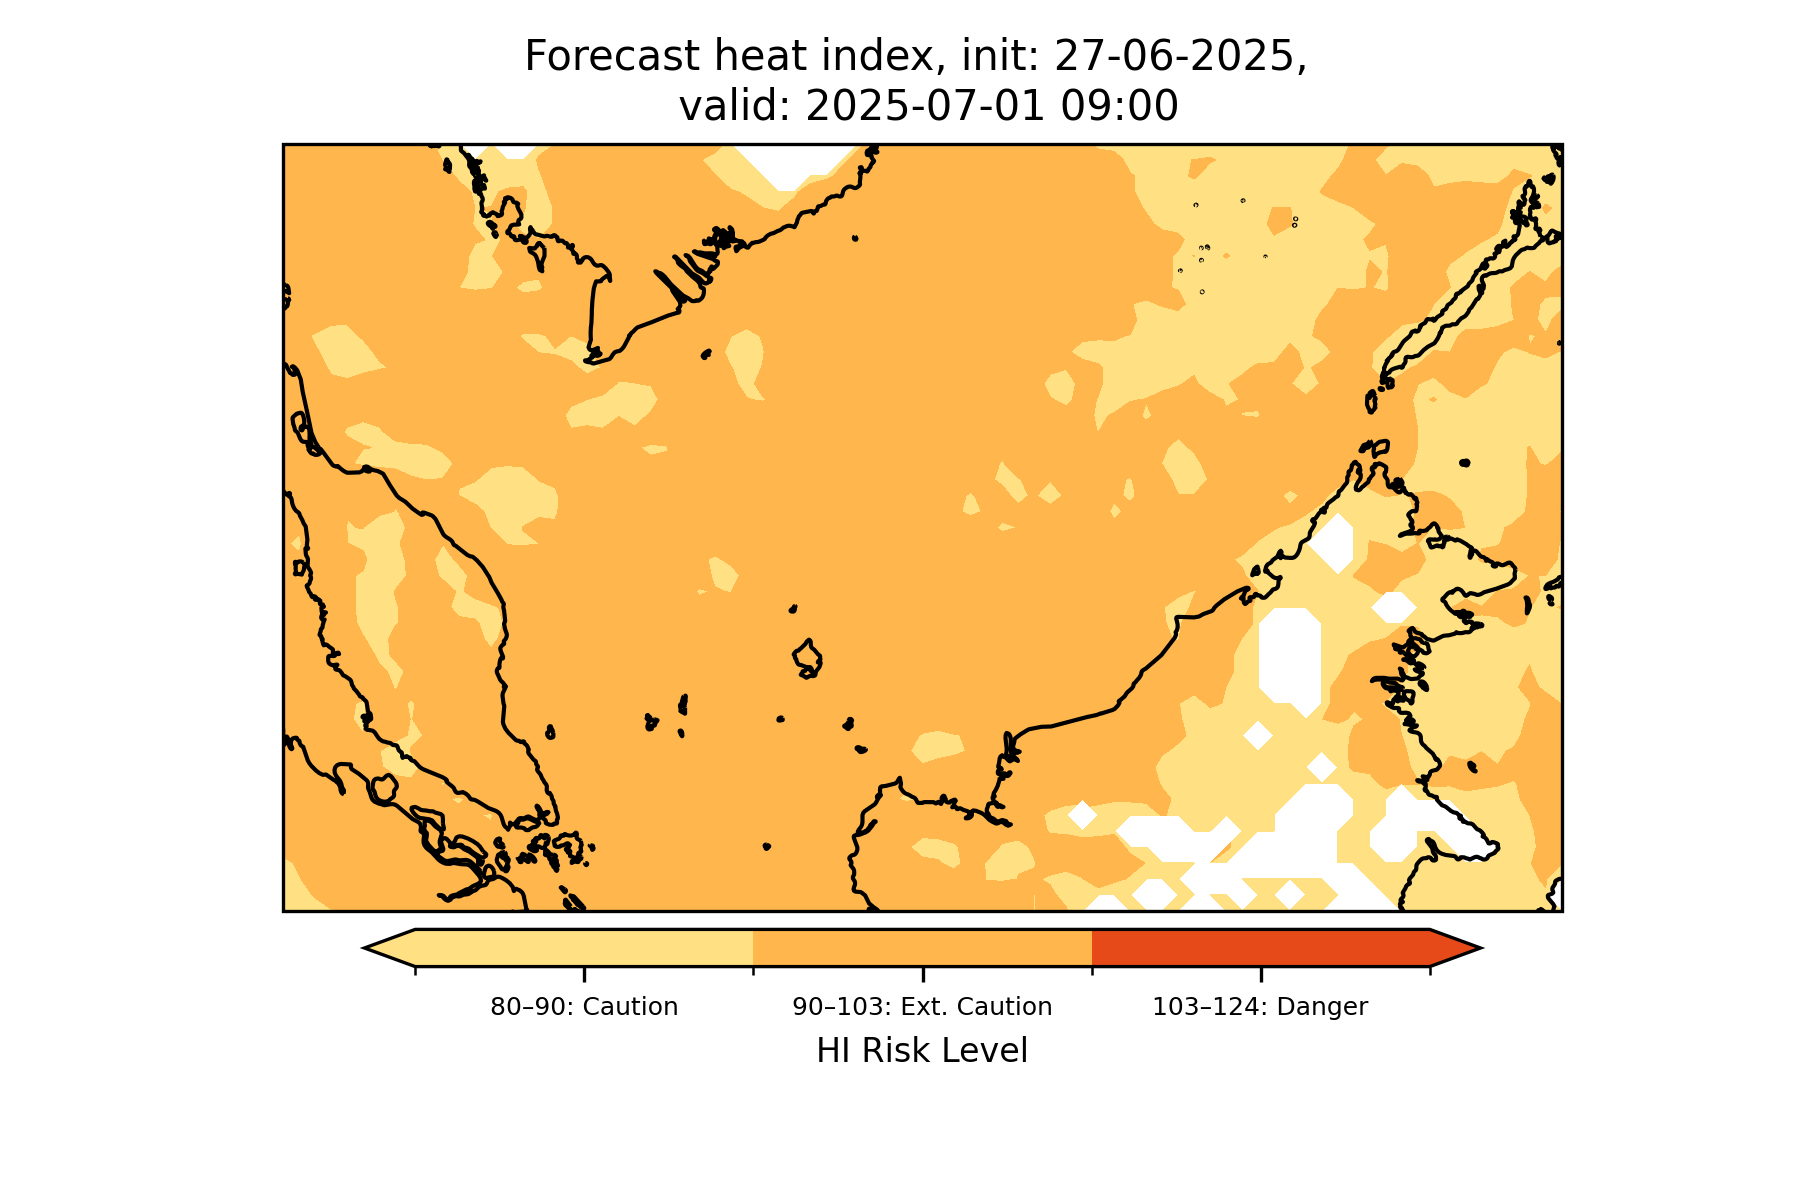 Forecast heat index, init: 27-06-2025,
valid: 2025-07-01 09:00
80–90: Caution
90–103: Ext. Caution
103–124: Danger
HI Risk Level